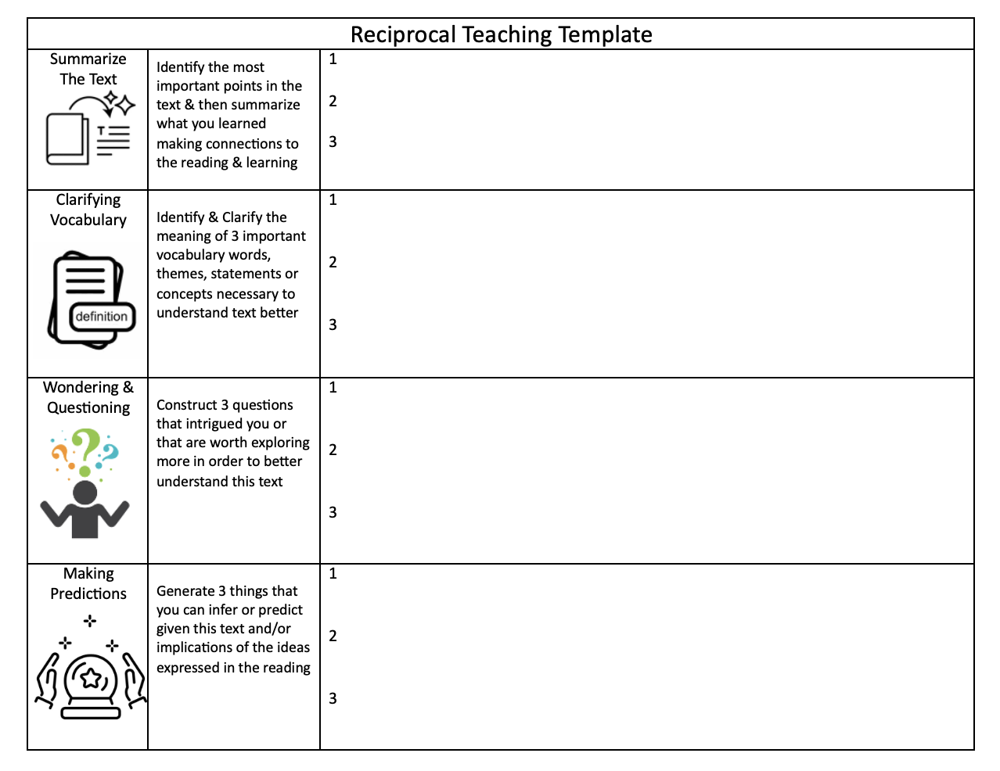 Reciprocal Teaching Template
Summarize
The Text
T
Identify the most
important points in the
text & then summarize
what you learned
making connections to
the reading & learning
1
2
3
Clarifying
Vocabulary
definition
Identify & Clarify the
meaning of 3 important
vocabulary words,
themes, statements or
concepts necessary to
understand text better
1
2
3
Wondering &
Questioning
? ? ?
Construct 3 questions
that intrigued you or
that are worth exploring
more in order to better
understand this text
1
2
3
Making
Predictions
Generate 3 things that
you can infer or predict
given this text and/or
implications of the ideas
expressed in the reading
1
2
3